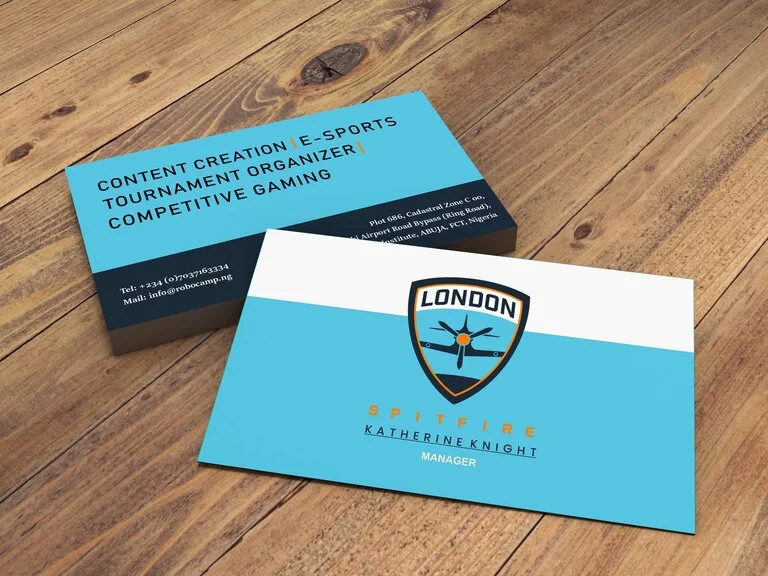 CONTENT CREATION | E-SPORTS
TOURNAMENT ORGANIZER |
COMPETITIVE GAMING
Plot 686, Cadastral Zone C 00,
Airport Road Bypass (Ring Road),
Institute, ABUJA, FCT, Nigeria
Tel: +234 (0)7037163334
Mail: info@robocamp.ng
LONDON
SPITFIRE
KATHERINE KNIGHT
MANAGER